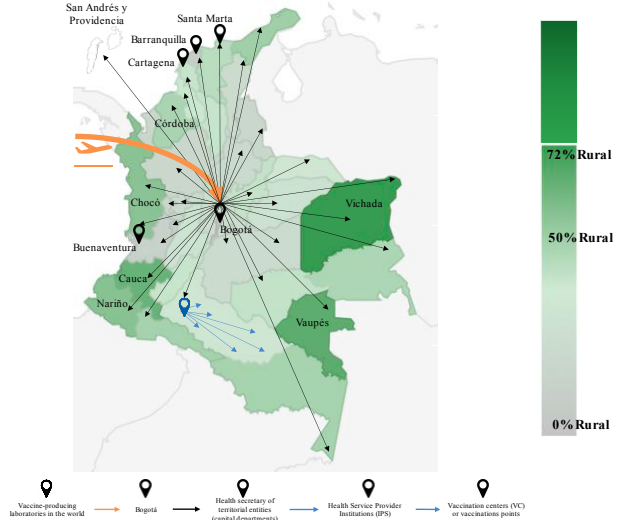 San Andrés y
Providencia
Santa Marta
Barranquilla
Cartagena
Córdoba
72%Rural
Chocó
Vichada
Bogotá
50%Rural
Buenaventura
Cauca
Nariño
Vaupés
0%Rural
Vaccine-producing
laboratories in the world
Bogotá
Health secretary of
territorial entities
(capital departments)
Health Service Provider
Institutions (IPS)
Vaccination centers (VC)
or vaccinations points